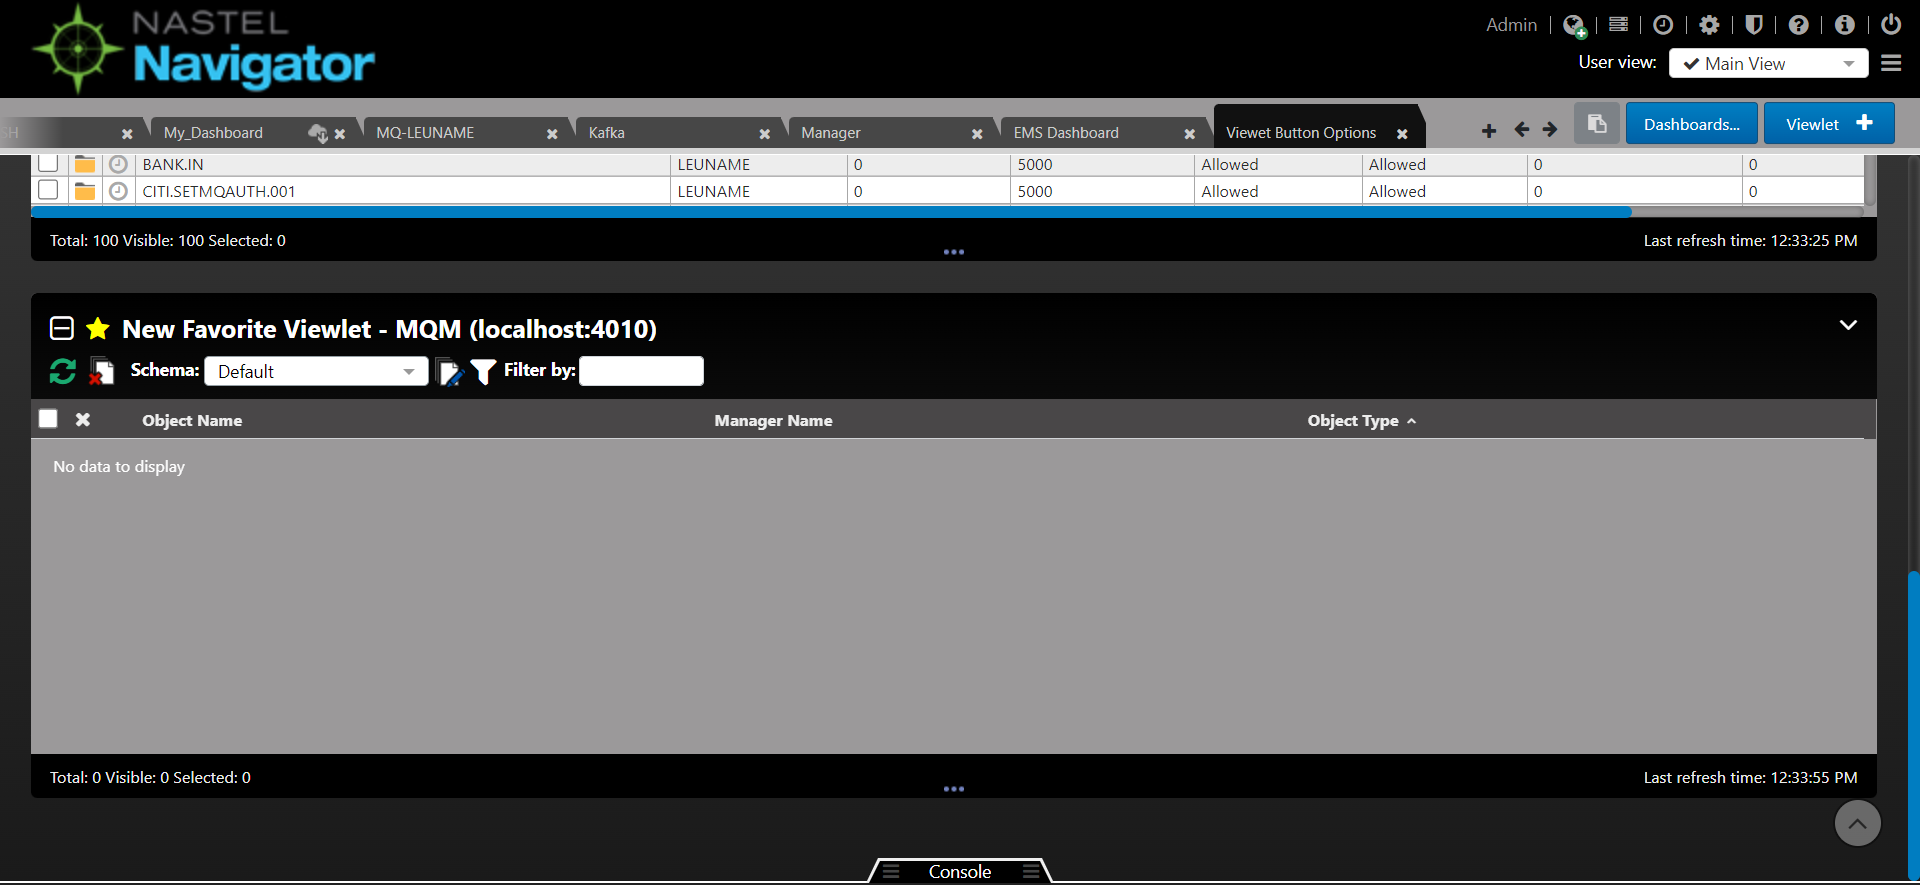 NASTEL
Navigator
Admin
User view: Main View
SH
My_Dashboard
MQ-LEUNAME
Kafka
Manager
EMS Dashboard
Viewet Button Options
Dashboards...
Viewlet
BANK.IN LEUNAME 0 5000 Allowed Allowed 0 0
CITI.SETMQAUTH.001 LEUNAME 0 5000 Allowed Allowed 0 0
Total: 100 Visible: 100 Selected: 0
Last refresh time: 12:33:25 PM
New Favorite Viewlet - MQM (localhost:4010)
Schema: Default Filter by:
Object Name Manager Name Object Type
No data to display
Total: 0 Visible: 0 Selected: 0
Last refresh time: 12:33:55 PM
Console